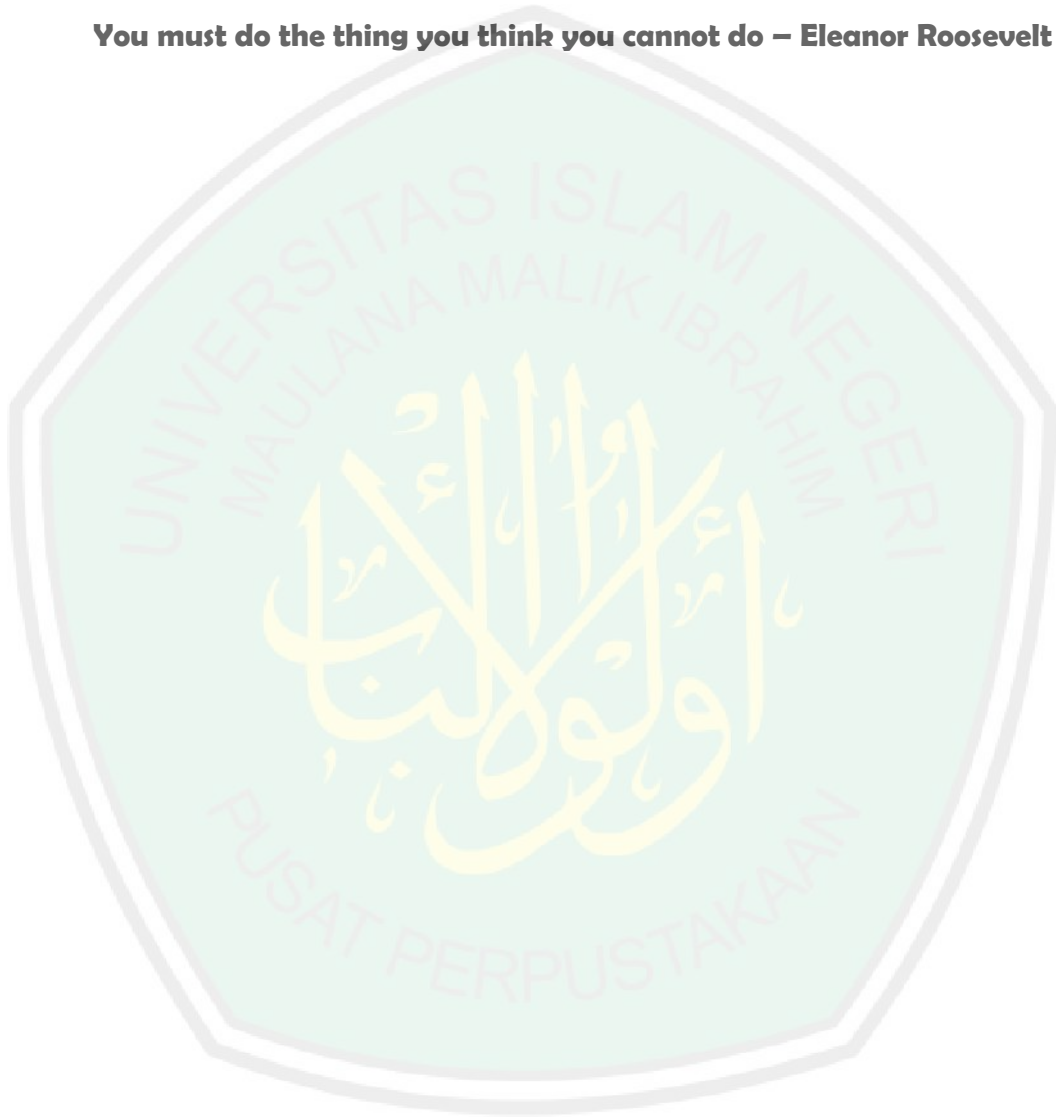 You must do the thing you think you cannot do – Eleanor Roosevelt
UNIVERSITAS ISLAM NEGERI
MAULANA MALIK IBRAHIM
أولو الألباب
PUSAT PERPUSTAKAAN